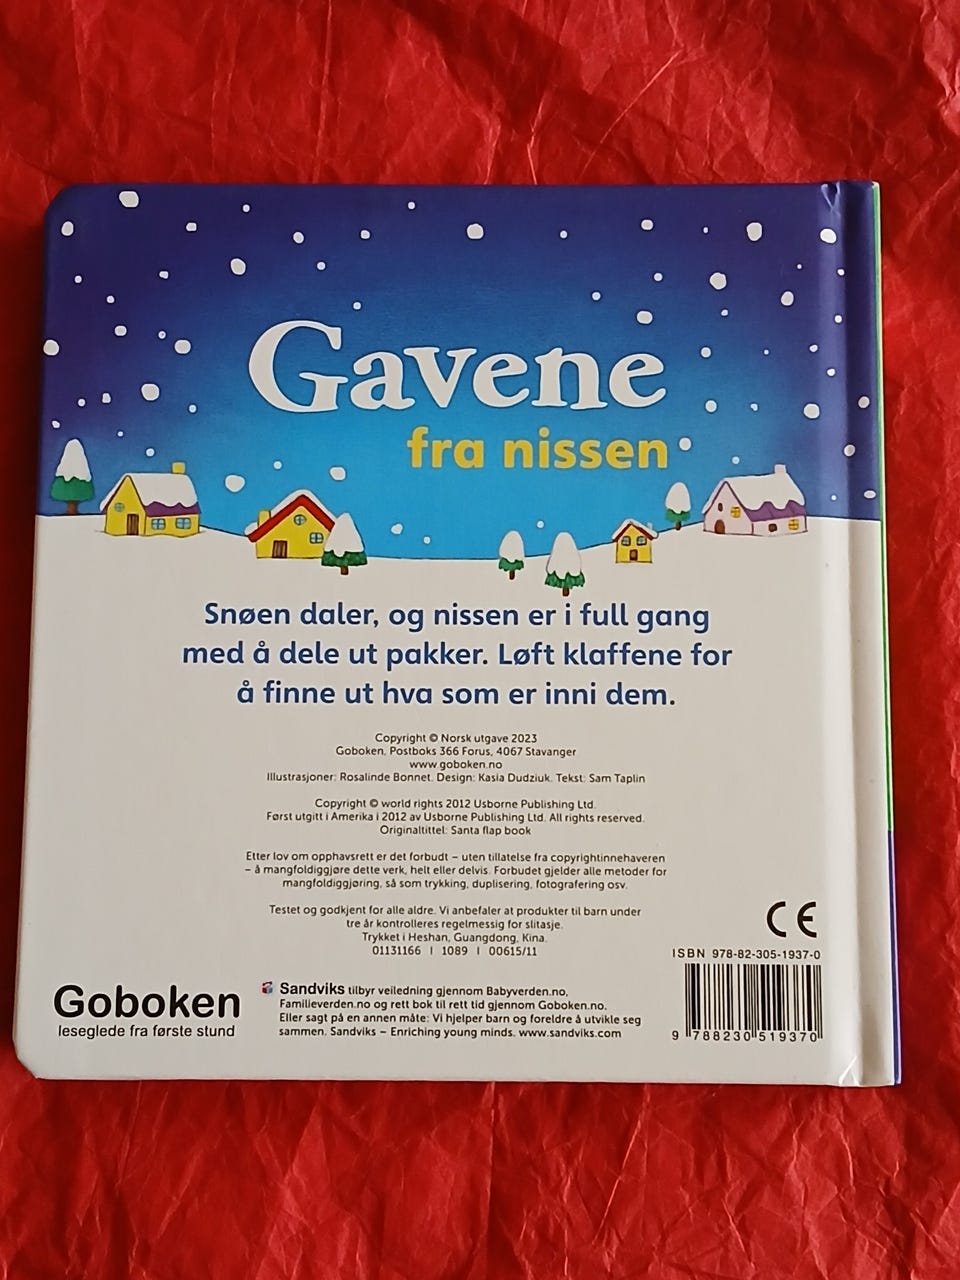 Gavene
fra nissen
Snøen daler, og nissen er i full gang
med å dele ut pakker. Løft klaffene for
å finne ut hva som er inni dem.
Copyright © Norsk utgave 2023
Goboken, Postboks 366 Forus, 4067 Stavanger
www.goboken.no
Illustrasjoner: Rosalinde Bonnet. Design: Kasia Dudziuk. Tekst: Sam Taplin
Copyright © world rights 2012 Usborne Publishing Ltd.
Først utgitt i Amerika i 2012 av Usborne Publishing Ltd. All rights reserved.
Originaltittel: Santa flap book
Etter lov om opphavsrett er det forbudt – uten tillatelse fra copyrightinnehaveren
– å mangfoldiggjøre dette verk, helt eller delvis. Forbudet gjelder alle metoder for
mangfoldiggjøring, så som trykking, duplisering, fotografering osv.
Testet og godkjent for alle aldre. Vi anbefaler at produkter til barn under
tre år kontrolleres regelmessig for slitasje.
Trykket i Heshan, Guangdong, Kina.
01131166 | 1089 | 00615/11
CE
ISBN 978-82-305-1937-0
9 788230 519370
Goboken
leseglede fra første stund
Sandviks tilbyr veiledning gjennom Babyverden.no,
Familieverden.no og rett bok til rett tid gjennom Goboken.no.
Eller sagt på en annen måte: Vi hjelper barn og foreldre å utvikle seg
sammen. Sandviks – Enriching young minds. www.sandviks.com